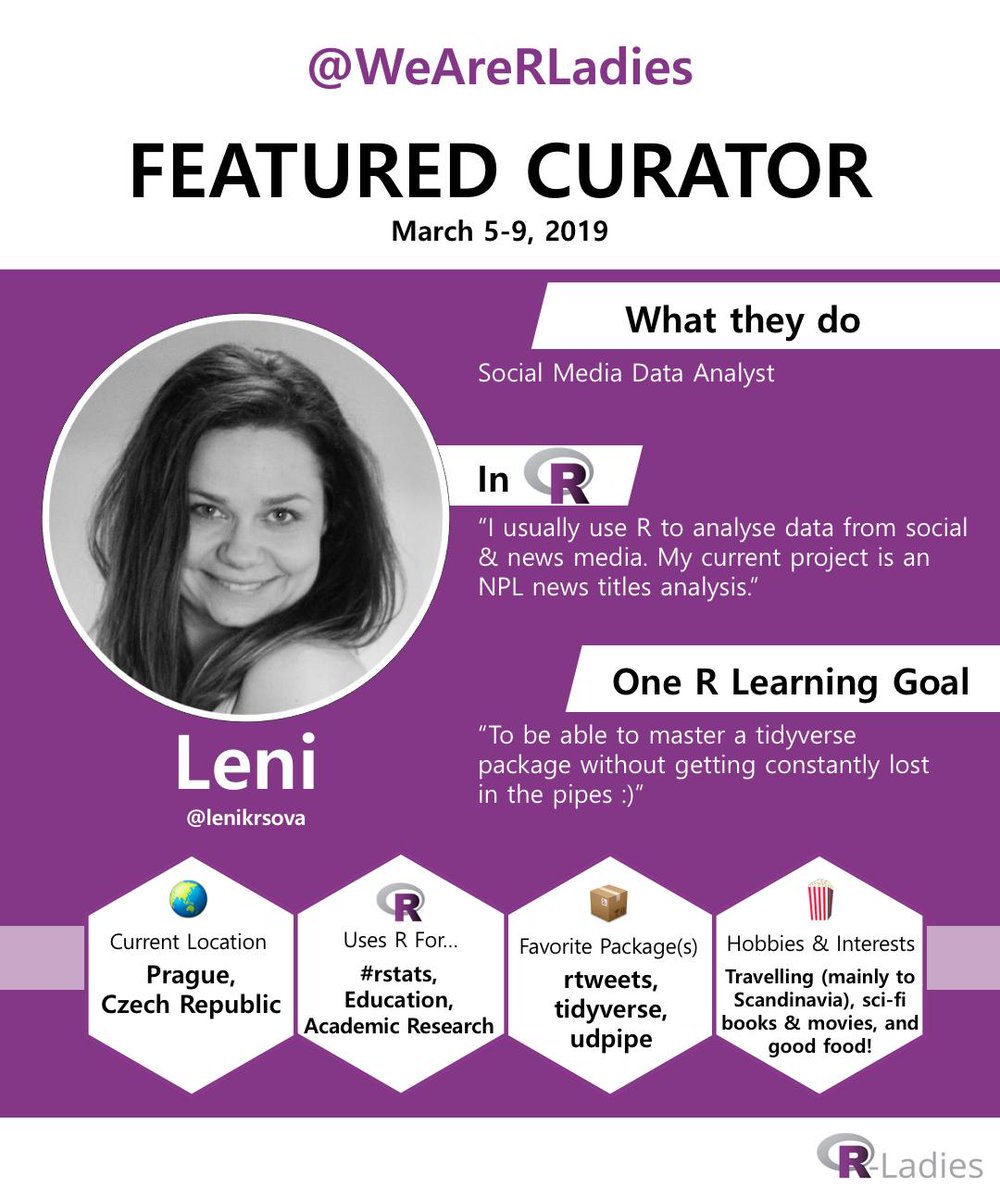 @WeAreRLadies
FEATURED CURATOR
March 5-9, 2019
What they do
Social Media Data Analyst
In R
“I usually use R to analyse data from social
& news media. My current project is an
NPL news titles analysis.”
One R Learning Goal
“To be able to master a tidyverse
package without getting constantly lost
in the pipes :)”
Leni
@lenikrsova
Current Location
Prague,
Czech Republic
R
Uses R For...
#rstats,
Education,
Academic Research
Favorite Package(s)
rtweets,
tidyverse,
udpipe
Hobbies & Interests
Travelling (mainly to
Scandinavia), sci-fi
books & movies, and
good food!
R-Ladies